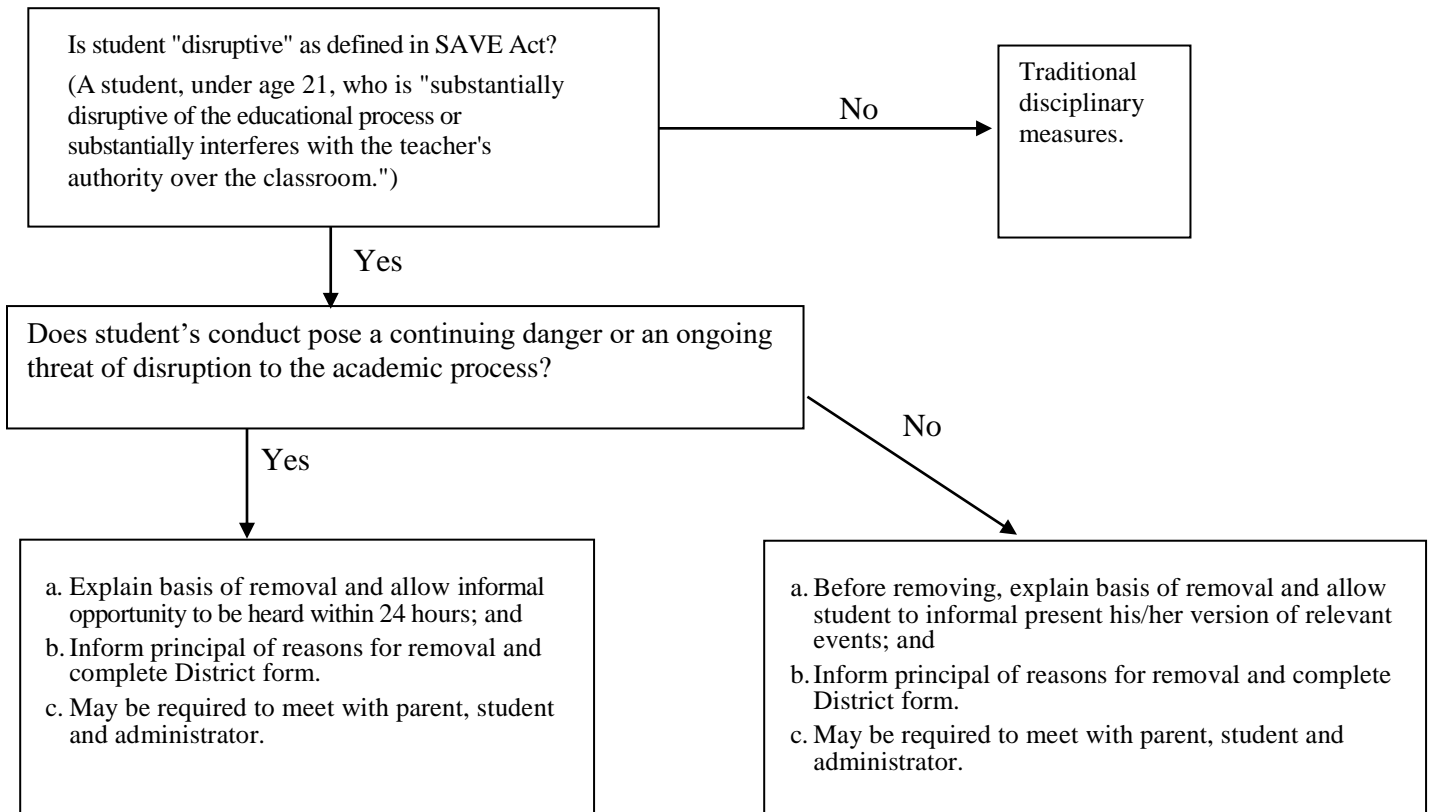 Is student "disruptive" as defined in SAVE Act?
(A student, under age 21, who is "substantially
disruptive of the educational process or
substantially interferes with the teacher's
authority over the classroom.")
No
Traditional
disciplinary
measures.
Yes
Does student’s conduct pose a continuing danger or an ongoing
threat of disruption to the academic process?
No
Yes
a. Explain basis of removal and allow informal
opportunity to be heard within 24 hours; and
b. Inform principal of reasons for removal and
complete District form.
c. May be required to meet with parent, student
and administrator.
a. Before removing, explain basis of removal and allow
student to informal present his/her version of relevant
events; and
b. Inform principal of reasons for removal and complete
District form.
c. May be required to meet with parent, student and
administrator.